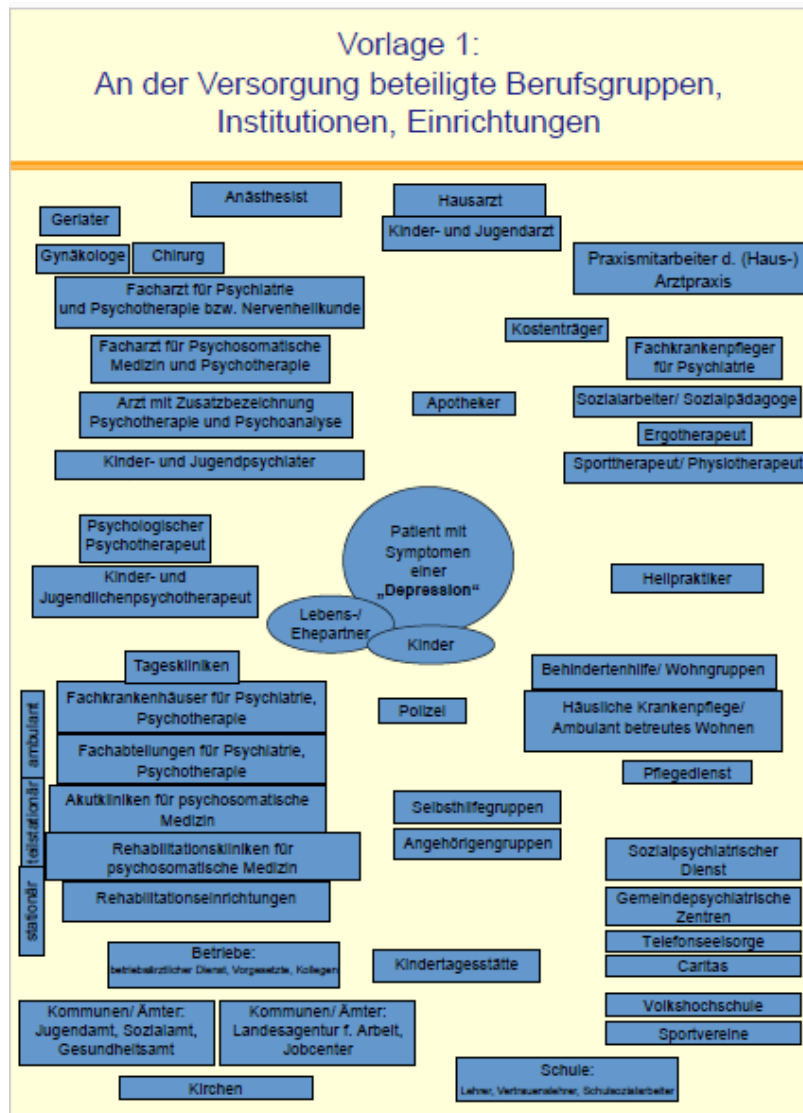 Vorlage 1:
An der Versorgung beteiligte Berufsgruppen,
Institutionen, Einrichtungen
Anästhesist
Hausarzt
Geriater
Kinder- und Jugendarzt
Gynäkologe
Chirurg
Praxismitarbeiter d. (Haus-)
Arztpraxis
Facharzt für Psychiatrie
und Psychotherapie bzw. Nervenheilkunde
Kostenträger
Facharzt für Psychosomatische
Medizin und Psychotherapie
Fachkrankenpfleger
für Psychiatrie
Arzt mit Zusatzbezeichnung
Psychotherapie und Psychoanalyse
Apotheker
Sozialarbeiter/ Sozialpädagoge
Ergotherapeut
Kinder- und Jugendpsychiater
Sporttherapeut/ Physiotherapeut
Psychologischer
Psychotherapeut
Patient mit
Symptomen
einer
„Depression“
Kinder- und
Jugendlichenpsychotherapeut
Heilpraktiker
Lebens-/
Ehepartner
Kinder
Tageskliniken
Behindertenhilfe/ Wohngruppen
ambulant
Fachkrankenhäuser für Psychiatrie,
Psychotherapie
Polizei
Häusliche Krankenpflege/
Ambulant betreutes Wohnen
Fachabteilungen für Psychiatrie,
Psychotherapie
Pflegedienst
teilstationär
Akutkliniken für psychosomatische
Medizin
Selbsthilfegruppen
Rehabilitationskliniken für
psychosomatische Medizin
Angehörigengruppen
Sozialpsychiatrischer
Dienst
stationär
Rehabilitationseinrichtungen
Gemeindepsychiatrische
Zentren
Telefonseelsorge
Betriebe:
betriebsärztlicher Dienst, Vorgesetzte, Kollegen
Kindertagesstätte
Caritas
Kommunen/ Ämter:
Jugendamt, Sozialamt,
Gesundheitsamt
Kommunen/ Ämter:
Landesagentur f. Arbeit,
Jobcenter
Volkshochschule
Sportvereine
Kirchen
Schule:
Lehrer, Vertrauenslehrer, Schulsozialarbeiter